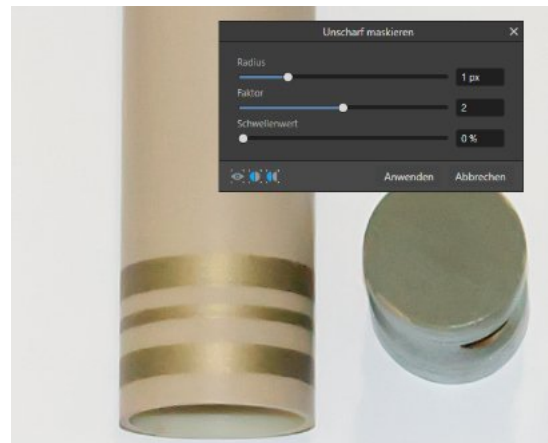 Unscharf maskieren
Radius
1 px
Faktor
2
Schwellenwert
0 %
Anwenden Abbrechen